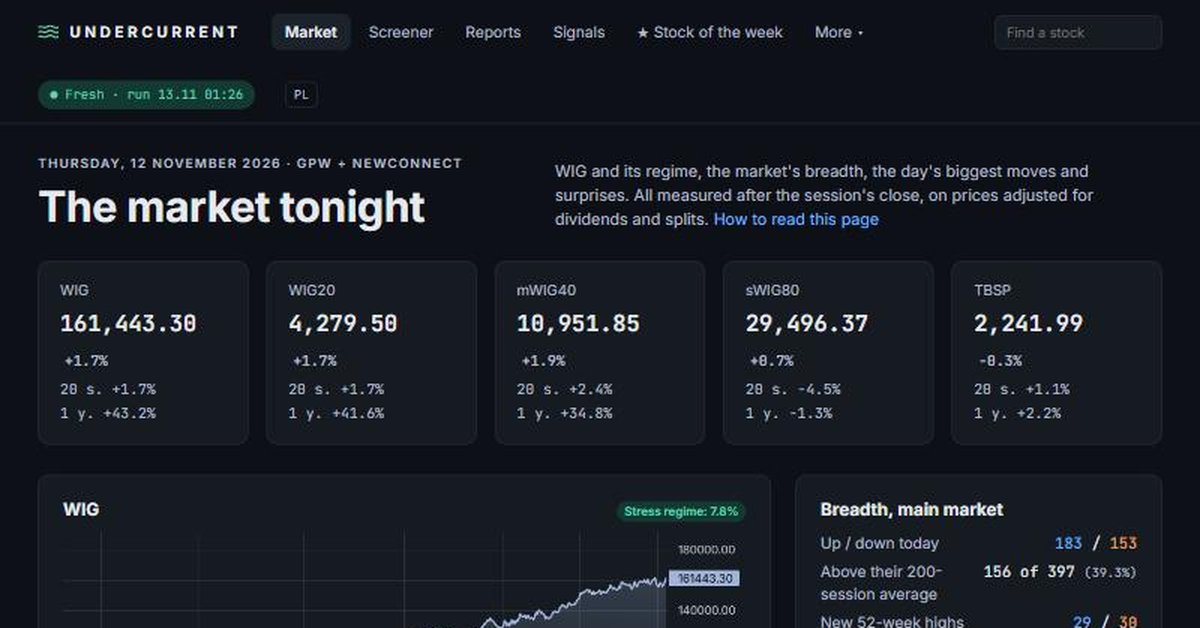 UNDERCURRENT
Market
Screener
Reports
Signals
★ Stock of the week
More ▾
Find a stock
● Fresh · run 13.11 01:26
PL
THURSDAY, 12 NOVEMBER 2026 · GPW + NEWCONNECT
The market tonight
WIG and its regime, the market's breadth, the day's biggest moves and
surprises. All measured after the session's close, on prices adjusted for
dividends and splits. How to read this page
WIG
161,443.30
+1.7%
20 s. +1.7%
1 y. +43.2%
WIG20
4,279.50
+1.7%
20 s. +1.7%
1 y. +41.6%
mWIG40
10,951.85
+1.9%
20 s. +2.4%
1 y. +34.8%
sWIG80
29,496.37
+0.7%
20 s. -4.5%
1 y. -1.3%
TBSP
2,241.99
-0.3%
20 s. +1.1%
1 y. +2.2%
WIG
Stress regime: 7.8%
180000.00
161443.30
140000.00
Breadth, main market
Up / down today 183 / 153
Above their 200-
session average 156 of 397 (39.3%)
New 52-week highs 29 / 30